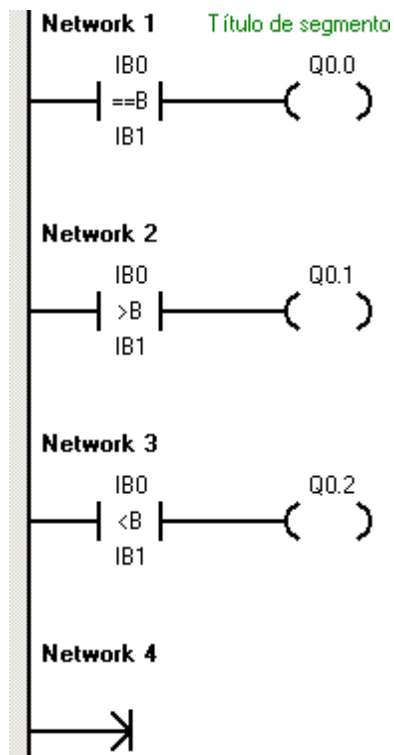 Network 1 Título de segmento
IB0 Q0.0
==B
IB1
Network 2
IB0 Q0.1
>B
IB1
Network 3
IB0 Q0.2
<B
IB1
Network 4